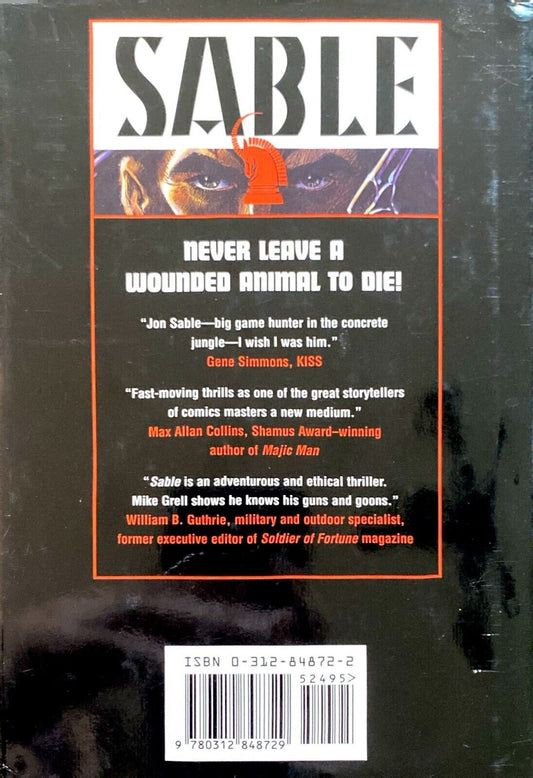 SABLE
NEVER LEAVE A
WOUNDED ANIMAL TO DIE!
“Jon Sable—big game hunter in the concrete
jungle—I wish I was him.”
Gene Simmons, KISS
“Fast-moving thrills as one of the great storytellers
of comics masters a new medium.”
Max Allan Collins, Shamus Award–winning
author of Majic Man
“Sable is an adventurous and ethical thriller.
Mike Grell shows he knows his guns and goons.”
William B. Guthrie, military and outdoor specialist,
former executive editor of Soldier of Fortune magazine
ISBN 0-312-84872-2
52495>
9 780312 848729